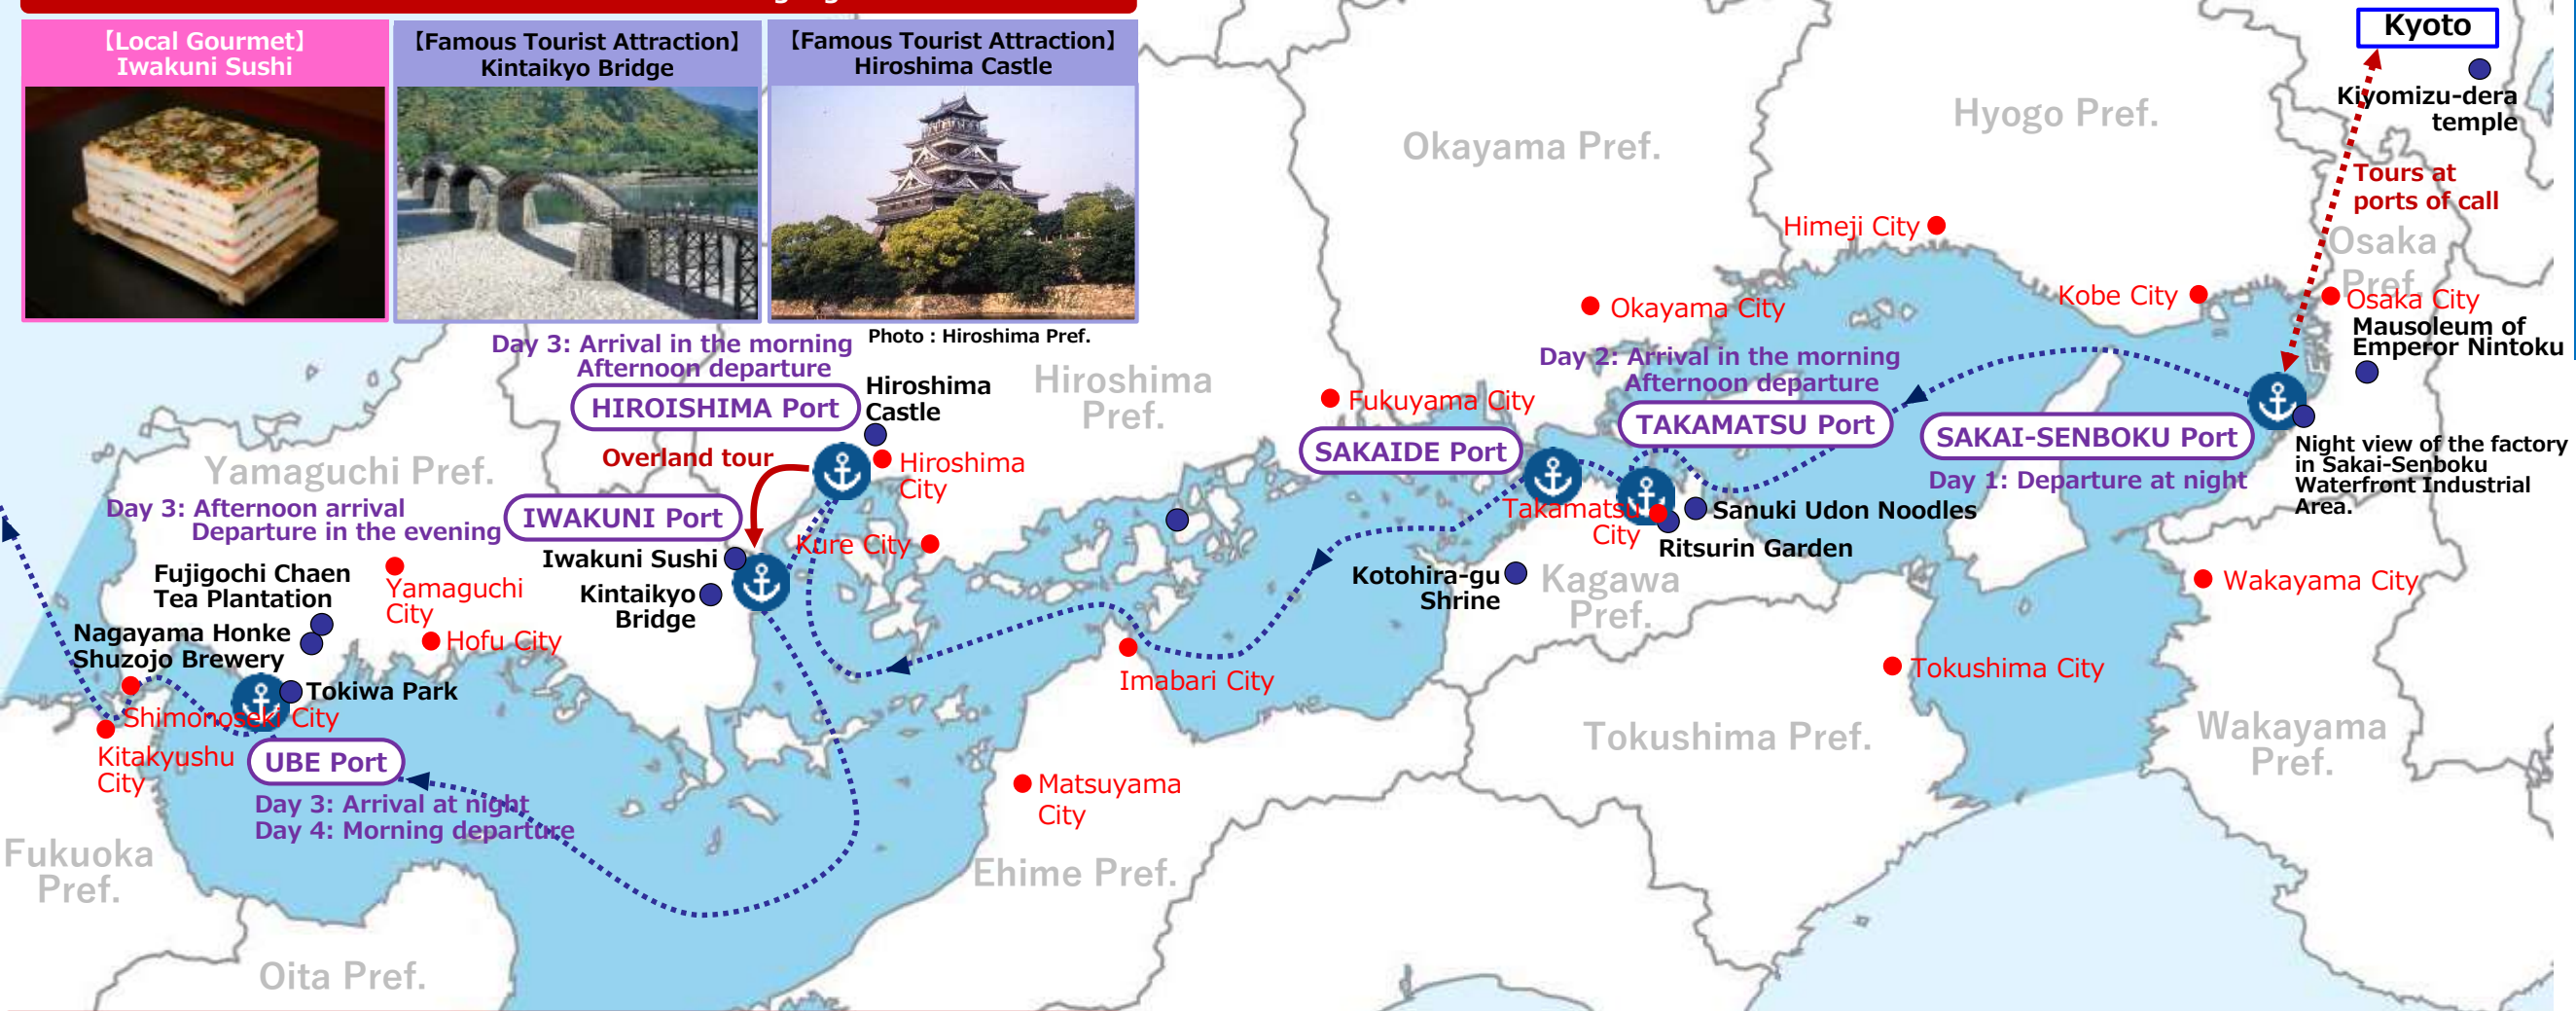 【Local Gourmet】
Iwakuni Sushi
【Famous Tourist Attraction】
Kintaikyo Bridge
【Famous Tourist Attraction】
Hiroshima Castle
Photo : Hiroshima Pref.
Kyoto
Kiyomizu-dera
temple
Tours at
ports of call
Hyogo Pref.
Okayama Pref.
Osaka
Pref.
Himeji City
Kobe City
Osaka City
Okayama City
Mausoleum of
Emperor Nintoku
Day 3: Arrival in the morning
Afternoon departure
HIROISHIMA Port
Hiroshima
Castle
Hiroshima
Pref.
Day 2: Arrival in the morning
Afternoon departure
TAKAMATSU Port
Fukuyama City
SAKAIDE Port
SAKAI-SENBOKU Port
Day 1: Departure at night
Night view of the factory
in Sakai-Senboku
Waterfront Industrial
Area.
Yamaguchi Pref.
Overland tour
Hiroshima
City
Day 3: Afternoon arrival
Departure in the evening
IWAKUNI Port
Takamatsu
City
Sanuki Udon Noodles
Ritsurin Garden
Kure City
Iwakuni Sushi
Kintaikyo
Bridge
Kotohira-gu
Shrine
Kagawa
Pref.
Wakayama City
Fujigochi Chaen
Tea Plantation
Yamaguchi
City
Nagayama Honke
Shuzojo Brewery
Hofu City
Tokiwa Park
Imabari City
Tokushima City
Shimonoseki City
Kitakyushu
City
UBE Port
Day 3: Arrival at night
Day 4: Morning departure
Tokushima Pref.
Wakayama
Pref.
Matsuyama
City
Fukuoka
Pref.
Ehime Pref.
Oita Pref.